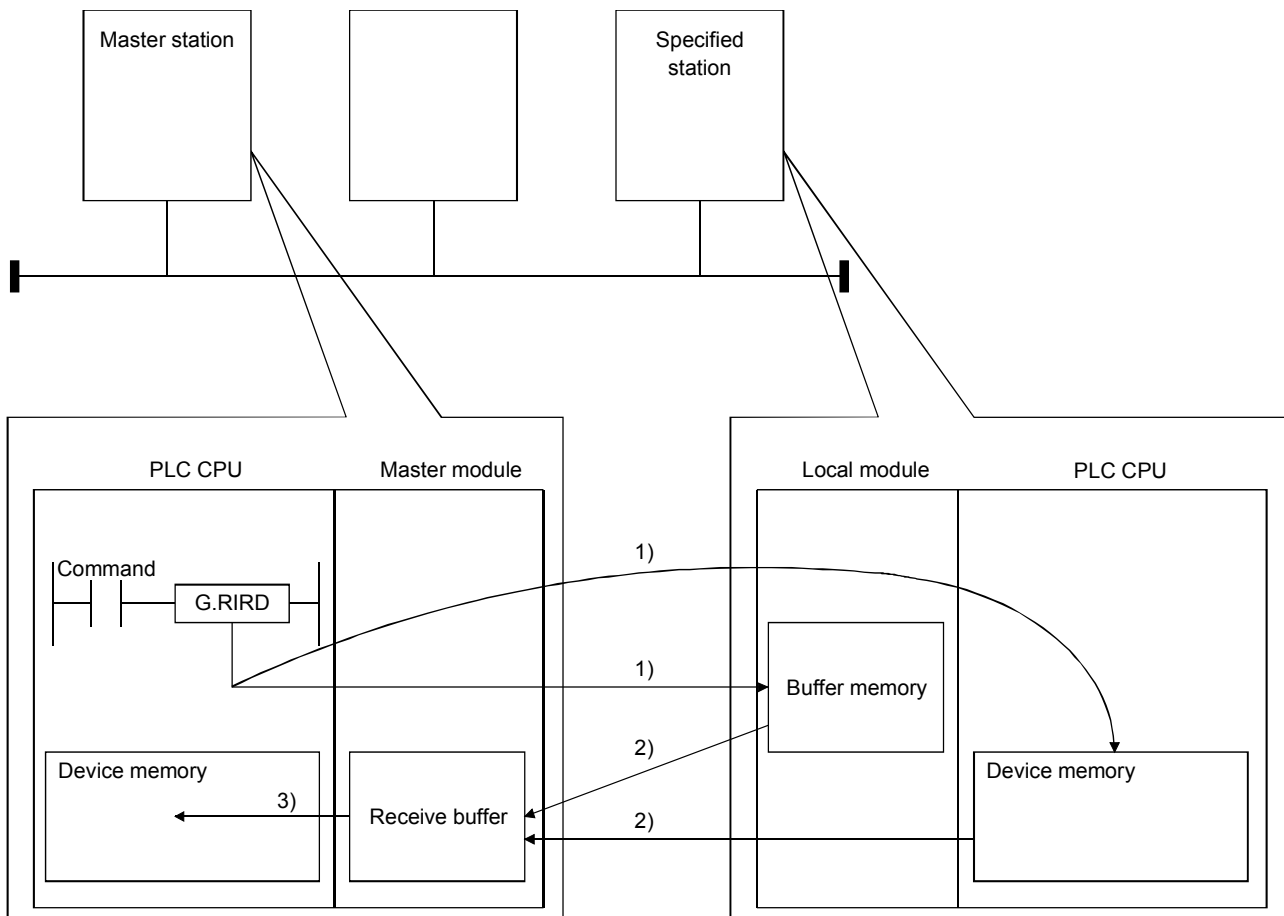 Master station
Specified
station
PLC CPU
Master module
Local module
PLC CPU
1)
Command
G.RIRD
1)
Buffer memory
2)
Device memory
Device memory
3)
Receive buffer
2)